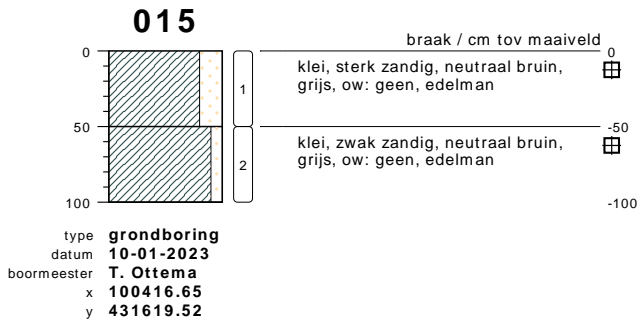 015
braak / cm tov maaiveld
0
0
klei, sterk zandig, neutraal bruin,
grijs, ow: geen, edelman
1
50
-50
klei, zwak zandig, neutraal bruin,
grijs, ow: geen, edelman
2
100
-100
type grondboring
datum 10-01-2023
boormeester T. Ottema
x 100416.65
y 431619.52